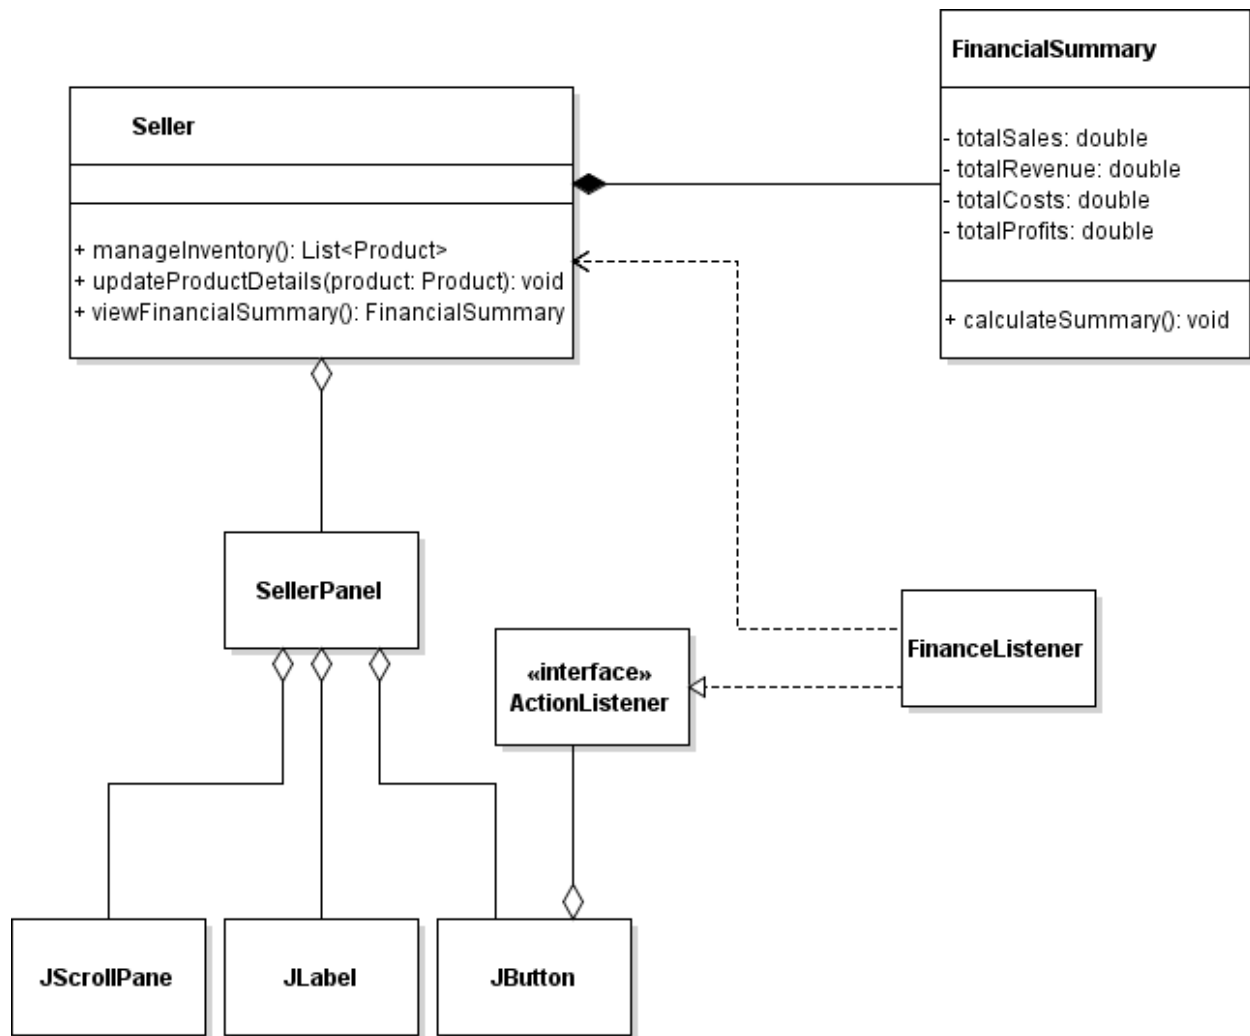 Seller
+ manageInventory(): List<Product>
+ updateProductDetails(product: Product): void
+ viewFinancialSummary(): FinancialSummary
FinancialSummary
- totalSales: double
- totalRevenue: double
- totalCosts: double
- totalProfits: double
+ calculateSummary(): void
SellerPanel
«interface»
ActionListener
FinanceListener
JScrollPane
JLabel
JButton